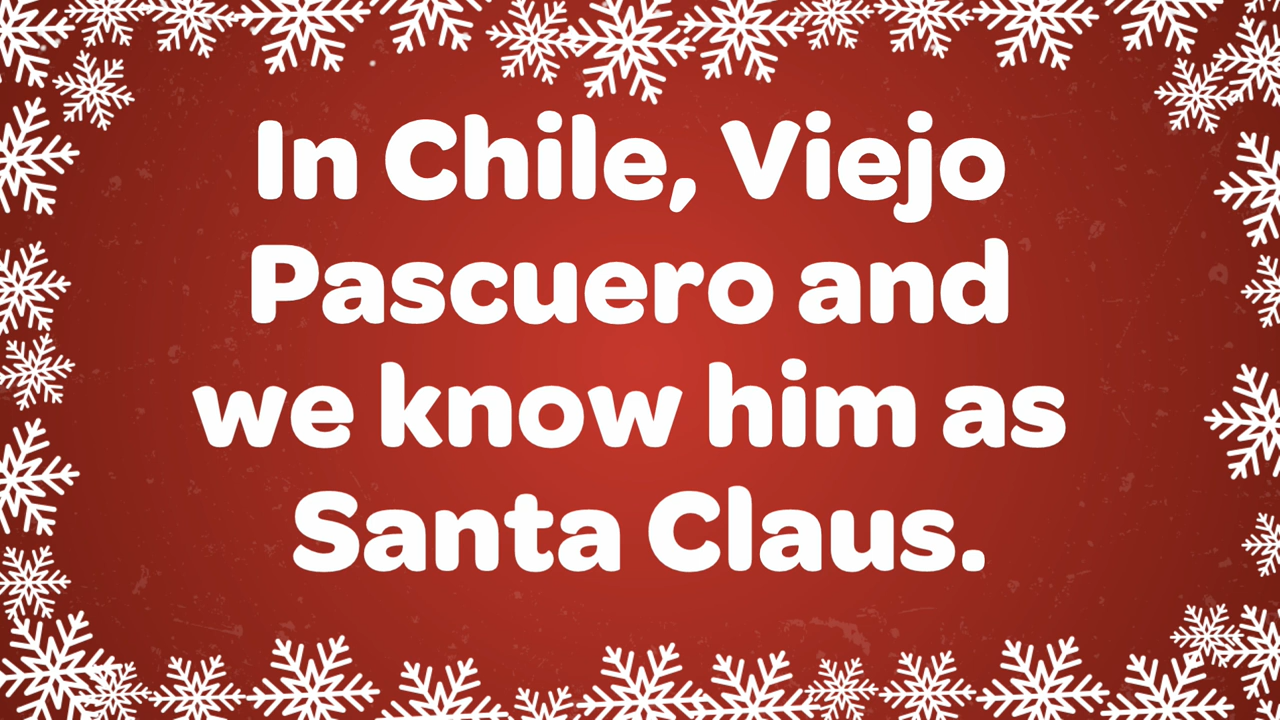 In Chile, Viejo
Pascuero and
we know him as
Santa Claus.